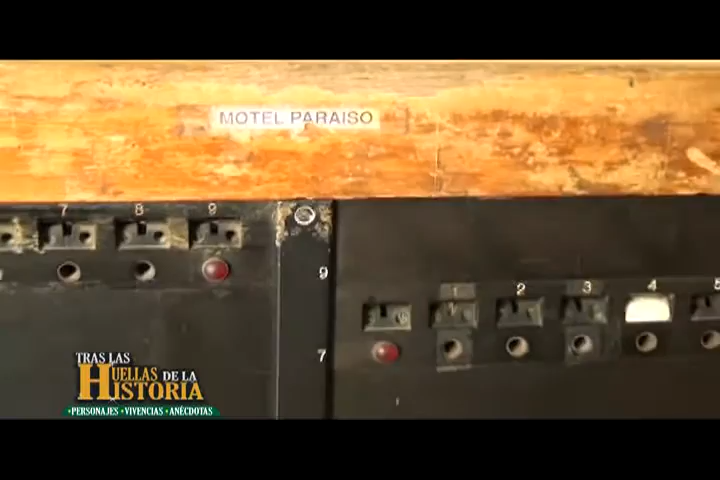 MOTEL PARAISO
7 8 9
9
1 2 3 4 5
7
TRAS LAS
HUELLAS DE LA
HISTORIA
•PERSONAJES •VIVENCIAS •ANÉCDOTAS